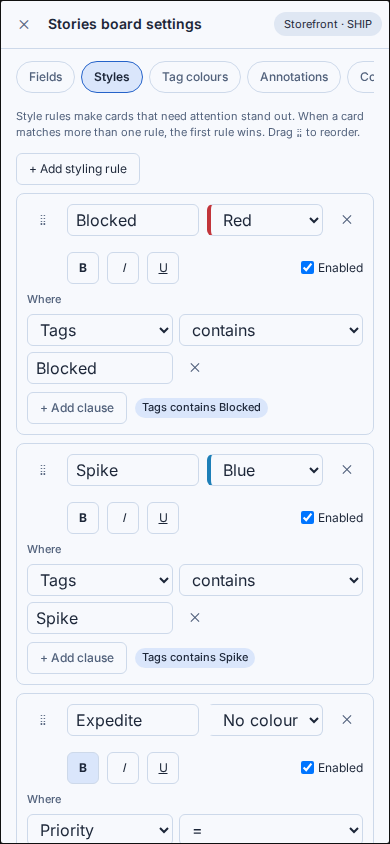 Stories board settings
Storefront · SHIP
Fields
Styles
Tag colours
Annotations
Co
Style rules make cards that need attention stand out. When a card
matches more than one rule, the first rule wins. Drag ⠿ to reorder.
+ Add styling rule
Blocked
Red
B
I
U
Enabled
Where
Tags
contains
Blocked
+ Add clause
Tags contains Blocked
Spike
Blue
B
I
U
Enabled
Where
Tags
contains
Spike
+ Add clause
Tags contains Spike
Expedite
No colour
B
I
U
Enabled
Where
Priority
=